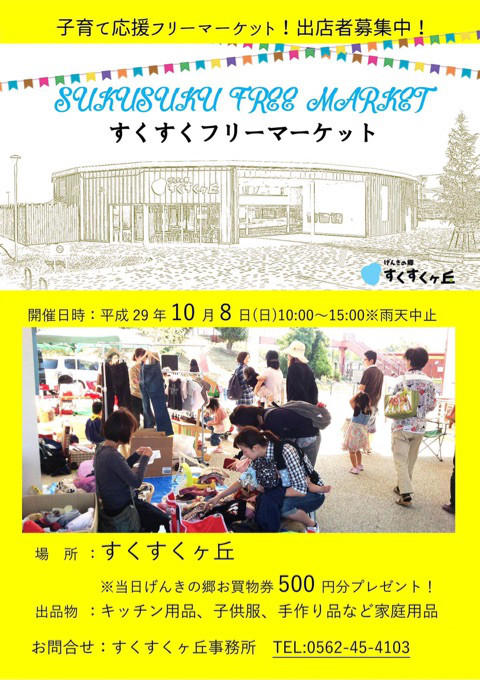 子育て応援フリーマーケット！出店者募集中！
SUKUSUKU FREE MARKET
すくすくフリーマーケット
すくすくヶ丘
げんきの郷
すくすくヶ丘
開催日時：平成29年10月8日(日)10:00～15:00※雨天中止
場　所：すくすくヶ丘
※当日げんきの郷お買物券500円分プレゼント！
出品物：キッチン用品、子供服、手作り品など家庭用品
お問合せ：すくすくヶ丘事務所　TEL:0562-45-4103